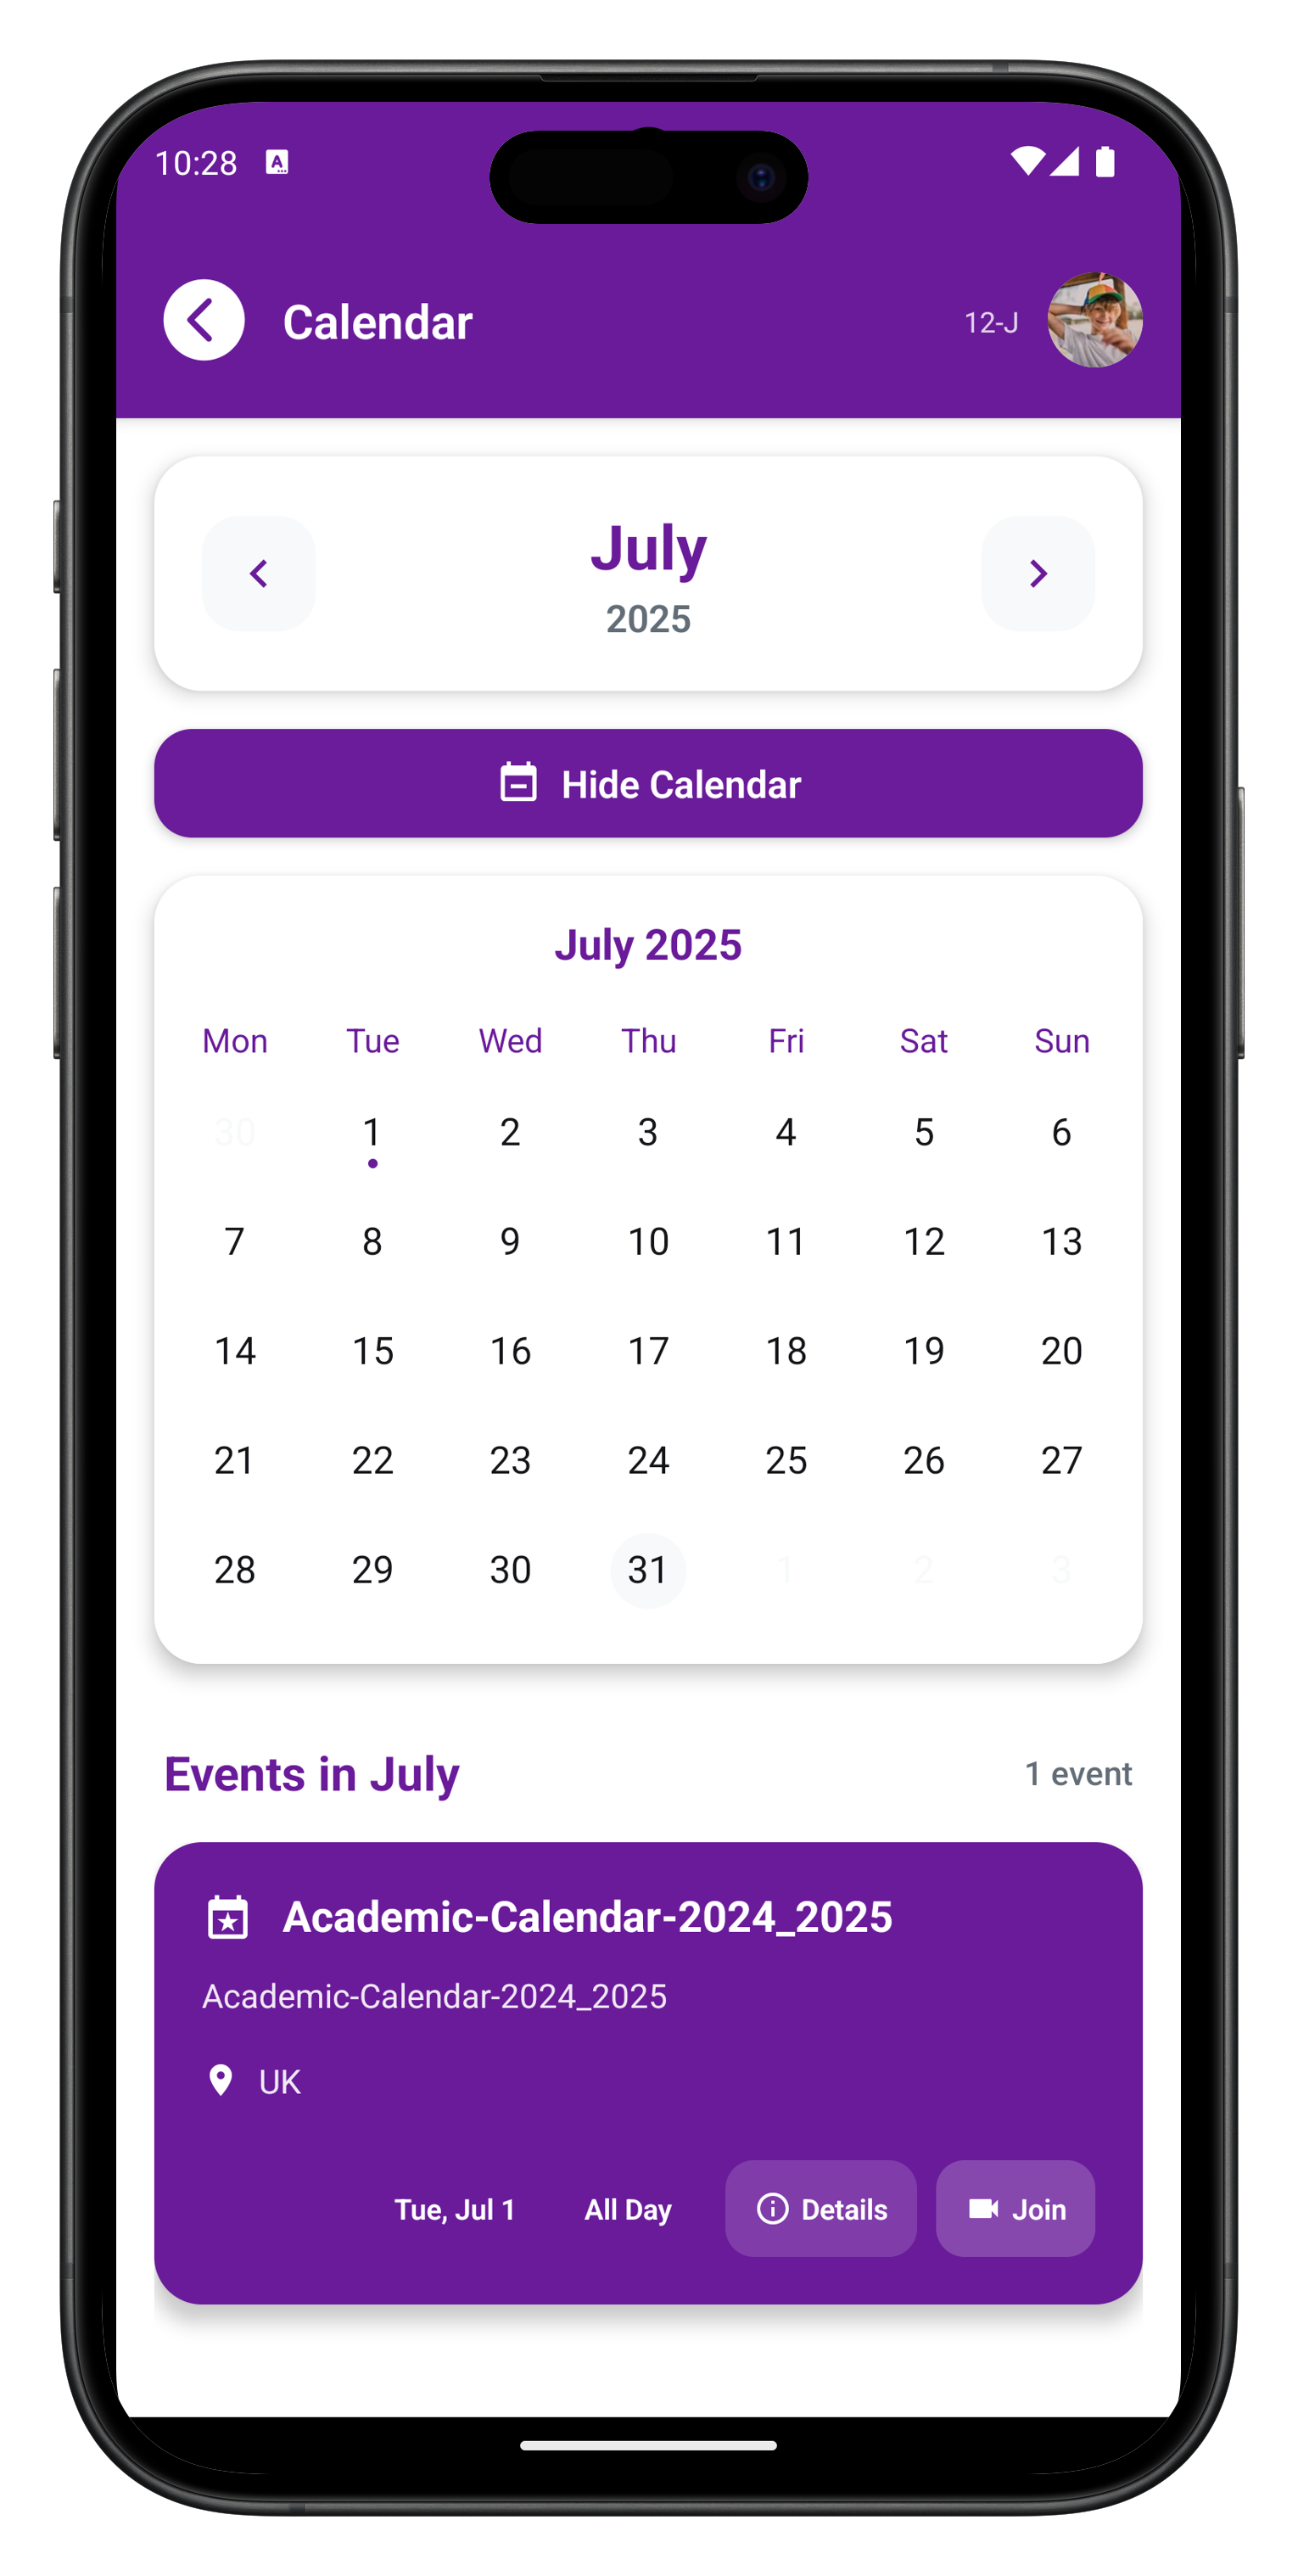 10:28
Calendar 12-J
July
2025
Hide Calendar
July 2025
Mon Tue Wed Thu Fri Sat Sun
30 1 2 3 4 5 6
7 8 9 10 11 12 13
14 15 16 17 18 19 20
21 22 23 24 25 26 27
28 29 30 31 1 2 3
Events in July 1 event
Academic-Calendar-2024_2025
Academic-Calendar-2024_2025
UK
Tue, Jul 1 All Day Details Join